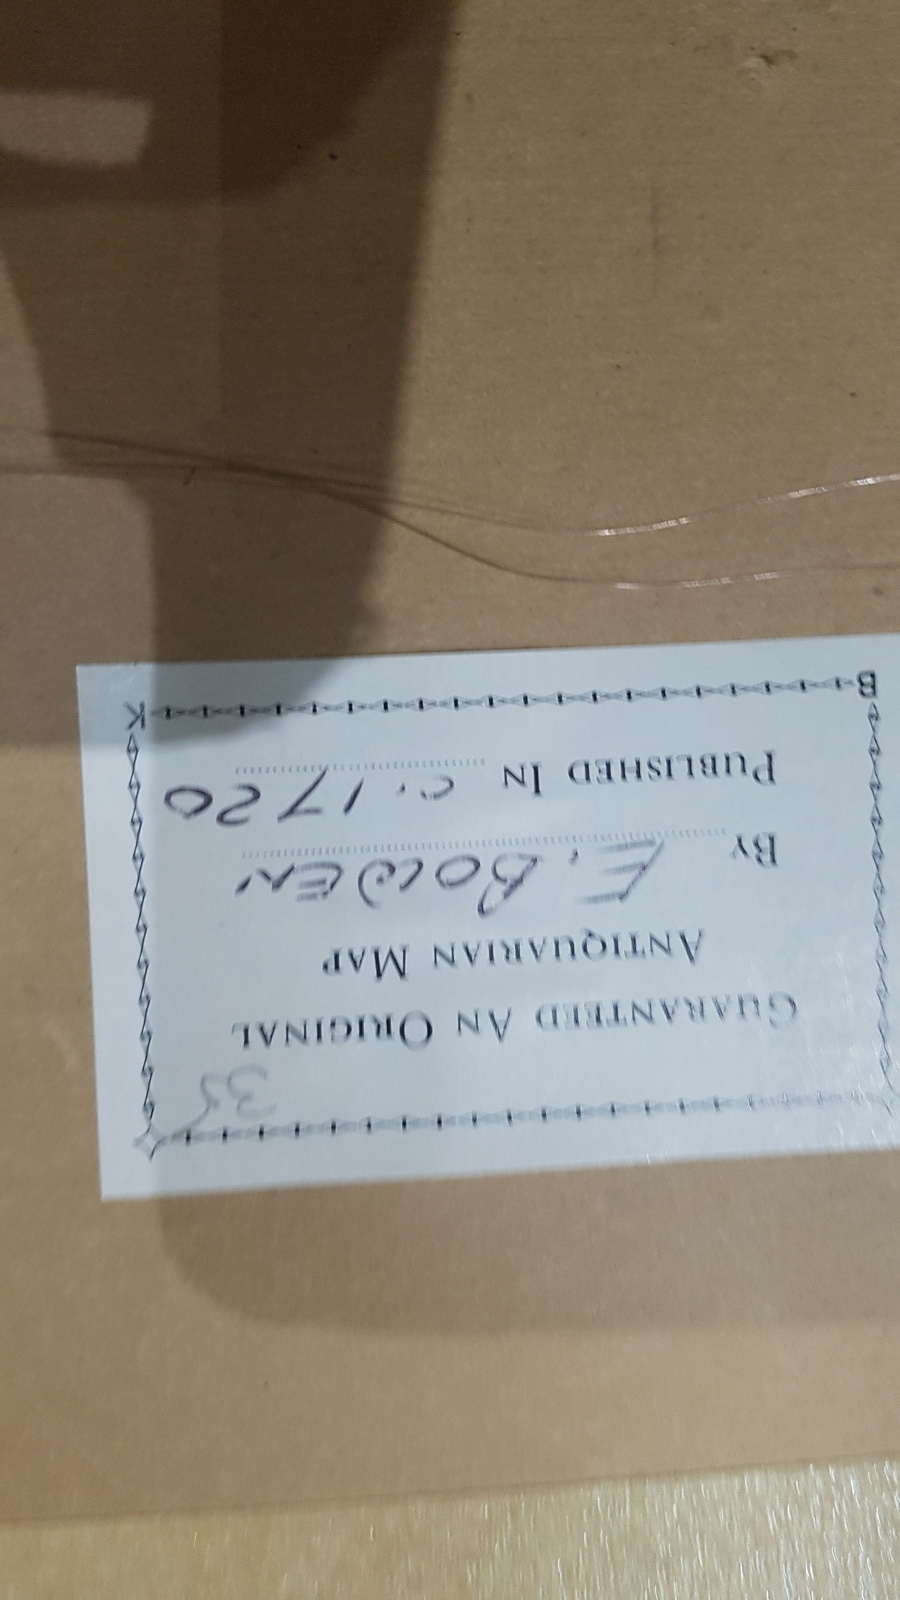 35
Guaranteed An Original
Antiquarian Map
By E. Bowen
Published In c. 1720
B K